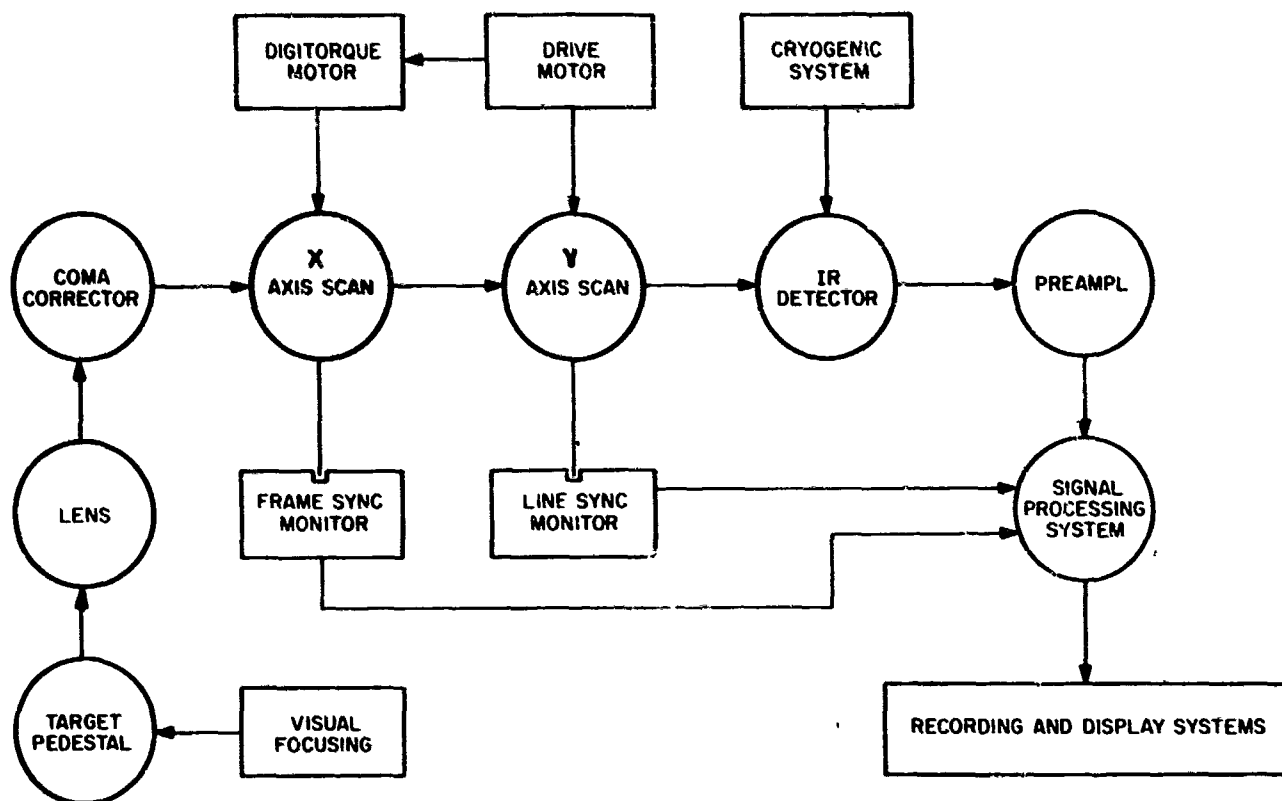 DIGITORQUE
MOTOR
DRIVE
MOTOR
CRYOGENIC
SYSTEM
COMA
CORRECTOR
X
AXIS SCAN
Y
AXIS SCAN
IR
DETECTOR
PREAMPL
LENS
FRAME SYNC
MONITOR
LINE SYNC
MONITOR
SIGNAL
PROCESSING
SYSTEM
TARGET
PEDESTAL
VISUAL
FOCUSING
RECORDING AND DISPLAY SYSTEMS